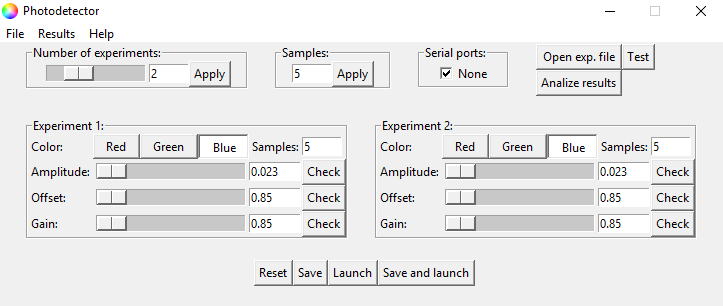 Photodetector
File Results Help
Number of experiments: Samples: Serial ports: Open exp. file Test
2 Apply 5 Apply None
Analize results
Experiment 1: Experiment 2:
Color: Red Green Blue Samples: 5 Color: Red Green Blue Samples: 5
Amplitude: 0.023 Check Amplitude: 0.023 Check
Offset: 0.85 Check Offset: 0.85 Check
Gain: 0.85 Check Gain: 0.85 Check
Reset Save Launch Save and launch